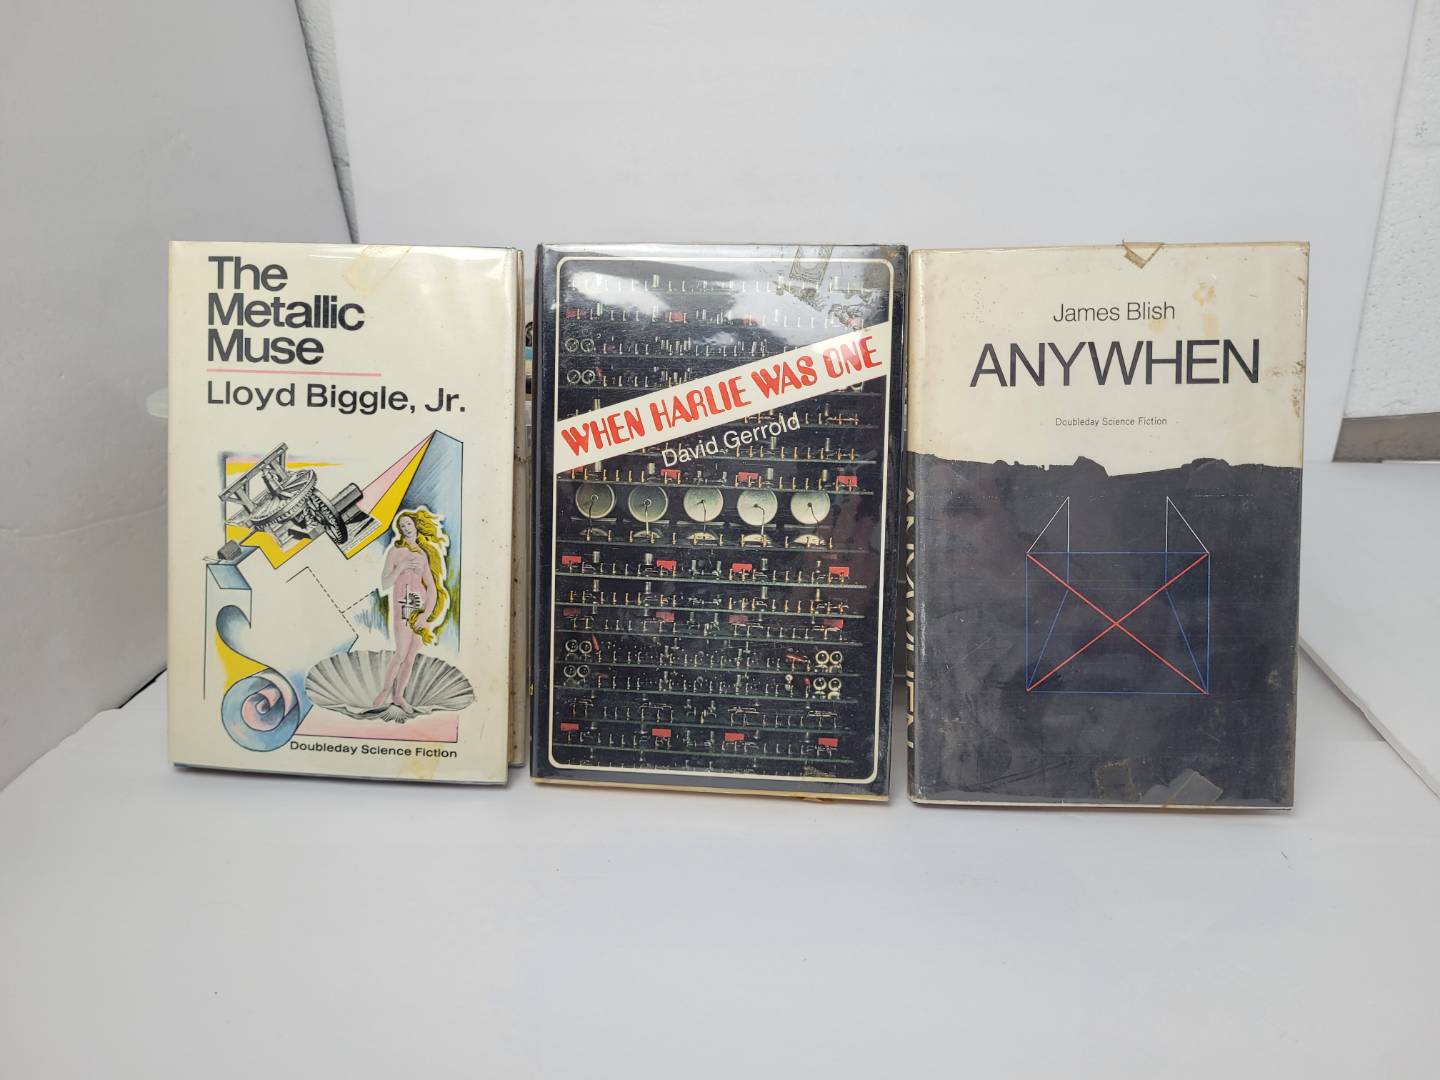 The
Metallic
Muse
Lloyd Biggle, Jr.
Doubleday Science Fiction
WHEN HARLIE WAS ONE
David Gerrold
James Blish
ANYWHEN
Doubleday Science Fiction